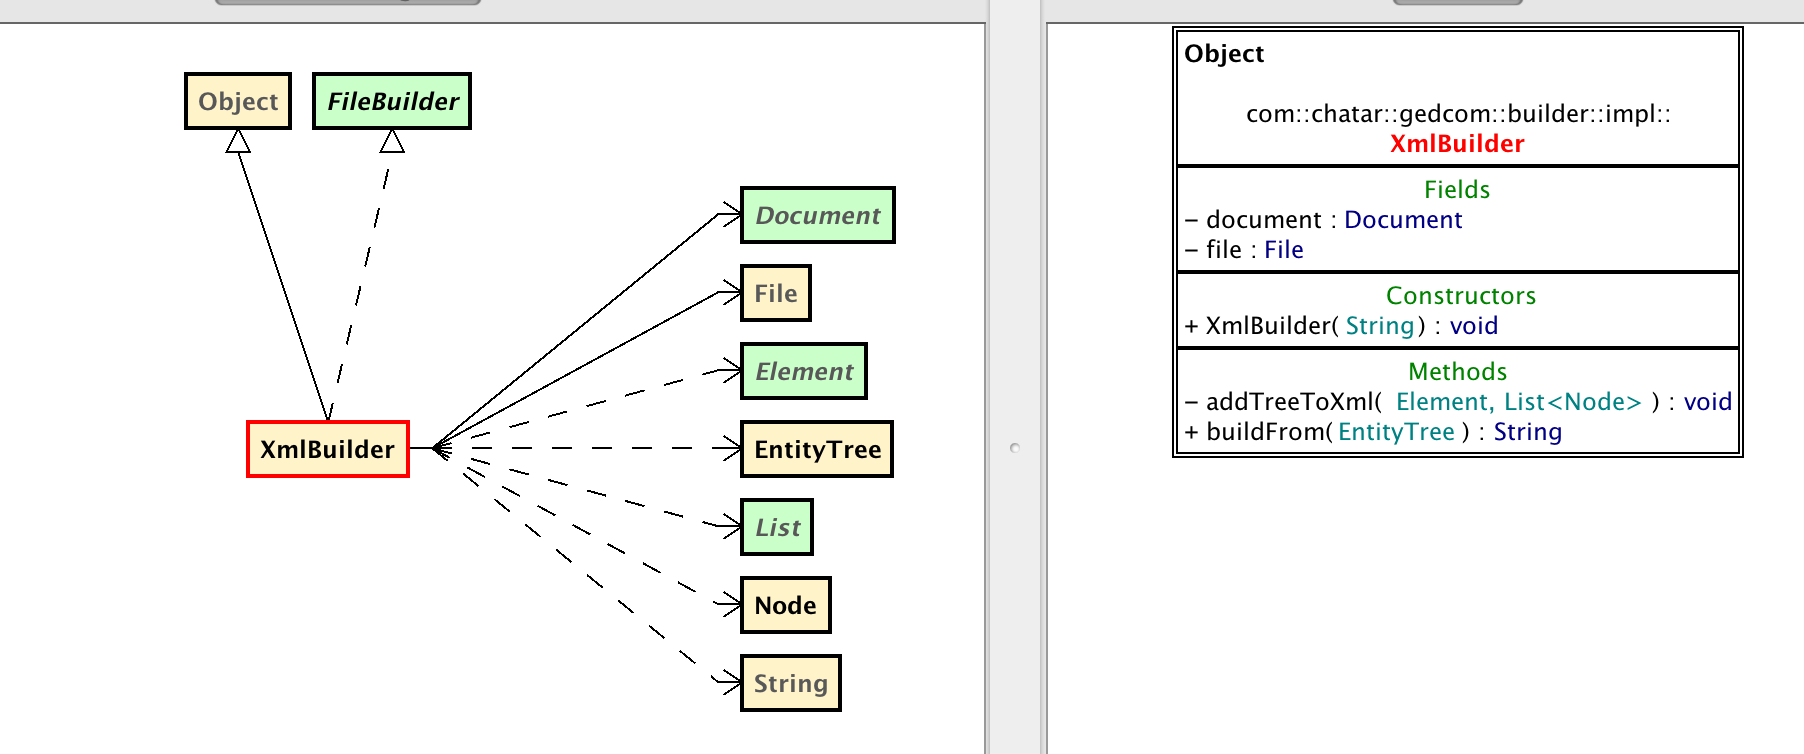 Object
FileBuilder
Document
File
Element
XmlBuilder
EntityTree
List
Node
String
Object
com::chatar::gedcom::builder::impl::
XmlBuilder
Fields
– document : Document
– file : File
Constructors
+ XmlBuilder( String ) : void
Methods
– addTreeToXml( Element, List<Node> ) : void
+ buildFrom( EntityTree ) : String